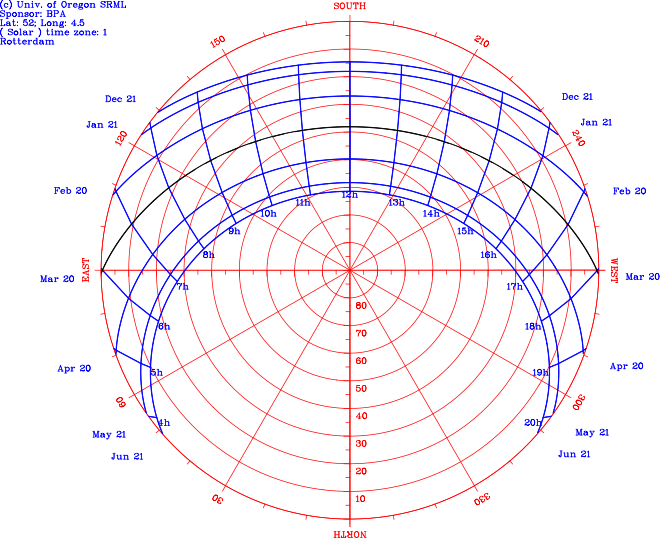 (c) Univ. of Oregon SRML
Sponsor: BPA
Lat: 52; Long: 4.5
( Solar ) time zone: 1
Rotterdam
SOUTH
150
210
Dec 21
Dec 21
Jan 21
Jan 21
120
240
Feb 20
Feb 20
11h
12h
13h
10h
14h
9h
15h
8h
16h
EAST
WEST
Mar 20
Mar 20
7h
17h
80
6h
18h
70
60
Apr 20
Apr 20
5h
19h
50
60
300
40
4h
20h
May 21
May 21
30
Jun 21
Jun 21
20
30
330
10
NORTH